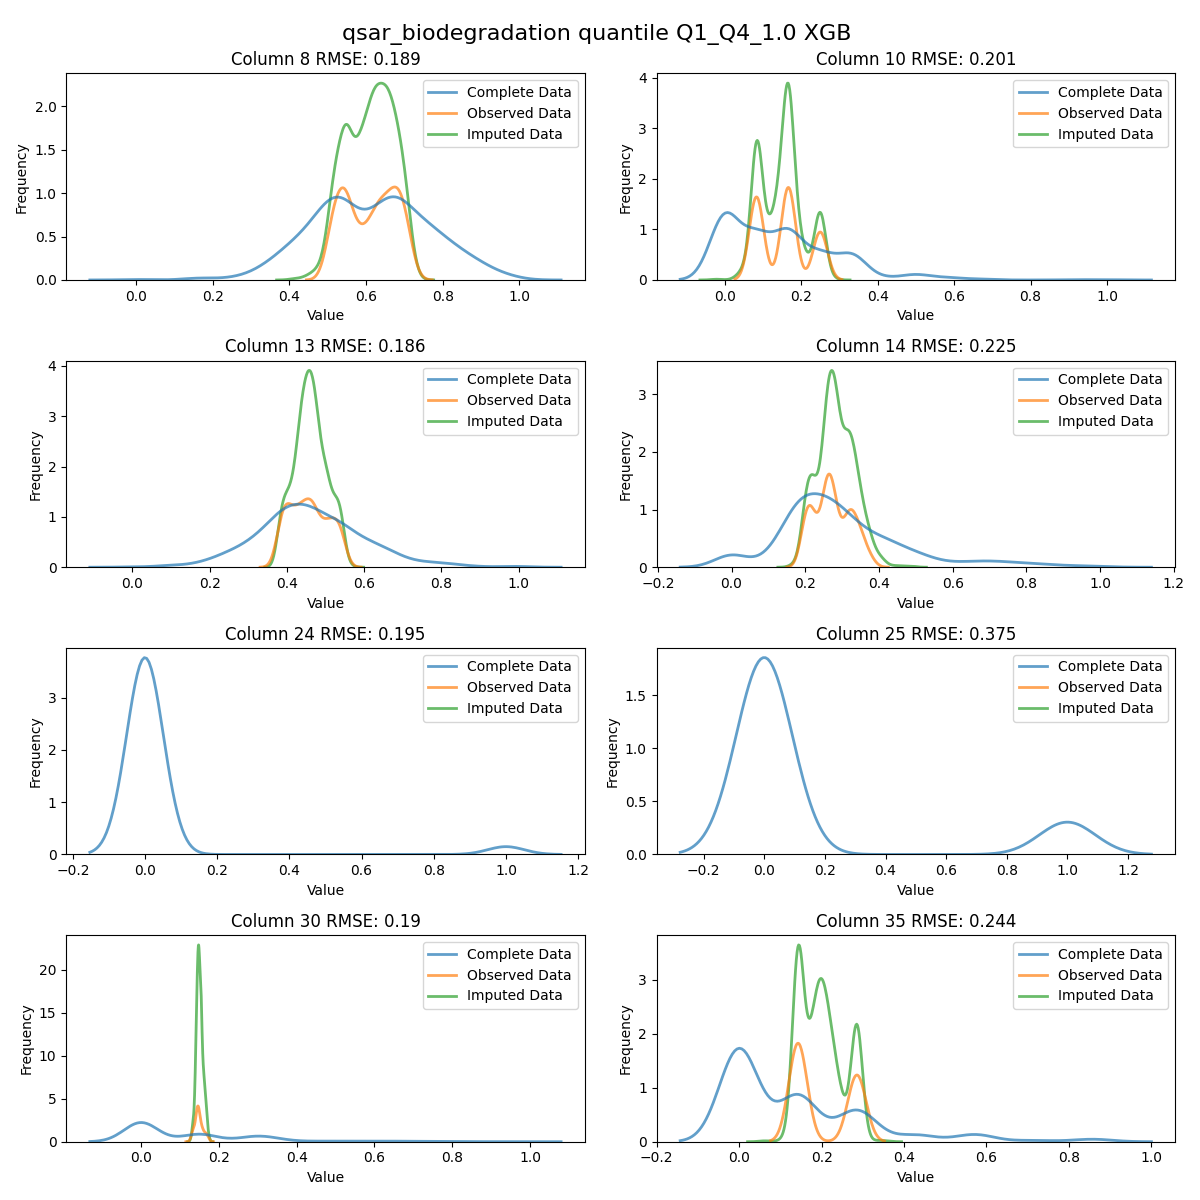 qsar_biodegradation quantile Q1_Q4_1.0 XGB
Column 8 RMSE: 0.189
Frequency
2.0
1.5
1.0
0.5
0.0
0.0 0.2 0.4 0.6 0.8 1.0
Value
Complete Data
Observed Data
Imputed Data
Column 10 RMSE: 0.201
Frequency
4
3
2
1
0
0.0 0.2 0.4 0.6 0.8 1.0
Value
Complete Data
Observed Data
Imputed Data
Column 13 RMSE: 0.186
Frequency
4
3
2
1
0
0.0 0.2 0.4 0.6 0.8 1.0
Value
Complete Data
Observed Data
Imputed Data
Column 14 RMSE: 0.225
Frequency
3
2
1
0
−0.2 0.0 0.2 0.4 0.6 0.8 1.0 1.2
Value
Complete Data
Observed Data
Imputed Data
Column 24 RMSE: 0.195
Frequency
3
2
1
0
−0.2 0.0 0.2 0.4 0.6 0.8 1.0 1.2
Value
Complete Data
Observed Data
Imputed Data
Column 25 RMSE: 0.375
Frequency
1.5
1.0
0.5
0.0
−0.2 0.0 0.2 0.4 0.6 0.8 1.0 1.2
Value
Complete Data
Observed Data
Imputed Data
Column 30 RMSE: 0.19
Frequency
20
15
10
5
0
0.0 0.2 0.4 0.6 0.8 1.0
Value
Complete Data
Observed Data
Imputed Data
Column 35 RMSE: 0.244
Frequency
3
2
1
0
−0.2 0.0 0.2 0.4 0.6 0.8 1.0
Value
Complete Data
Observed Data
Imputed Data